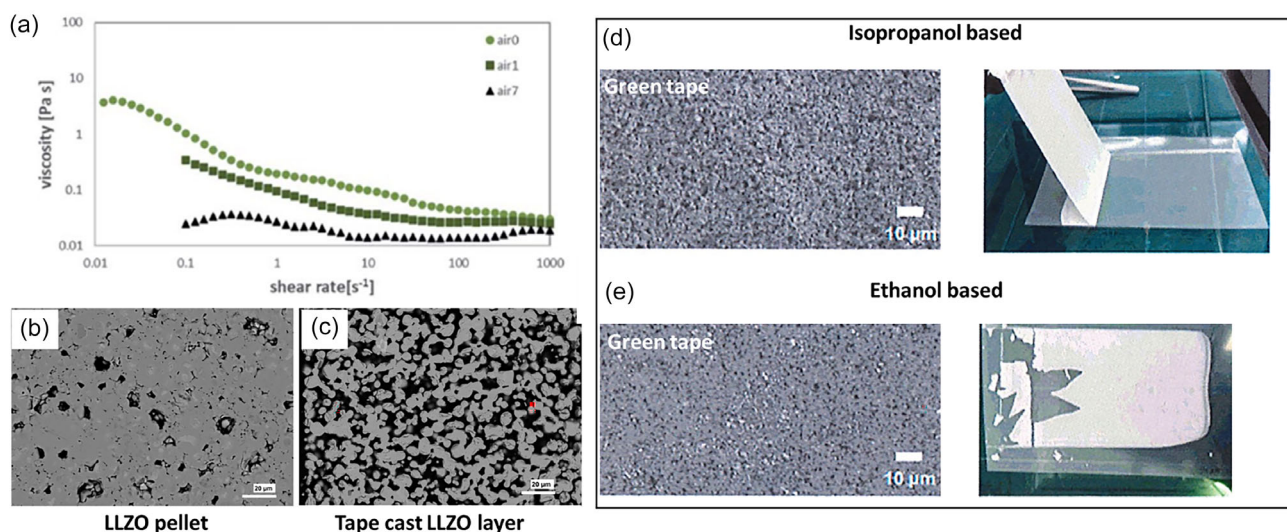 (a)
100
10
1
0.1
0.01
viscosity [Pa s]
air0
air1
air7
0.01 0.1 1 10 100 1000
shear rate[s⁻¹]
(b)
20 µm
LLZO pellet
(c)
20 µm
Tape cast LLZO layer
(d)
Isopropanol based
Green tape
10 µm
(e)
Ethanol based
Green tape
10 µm